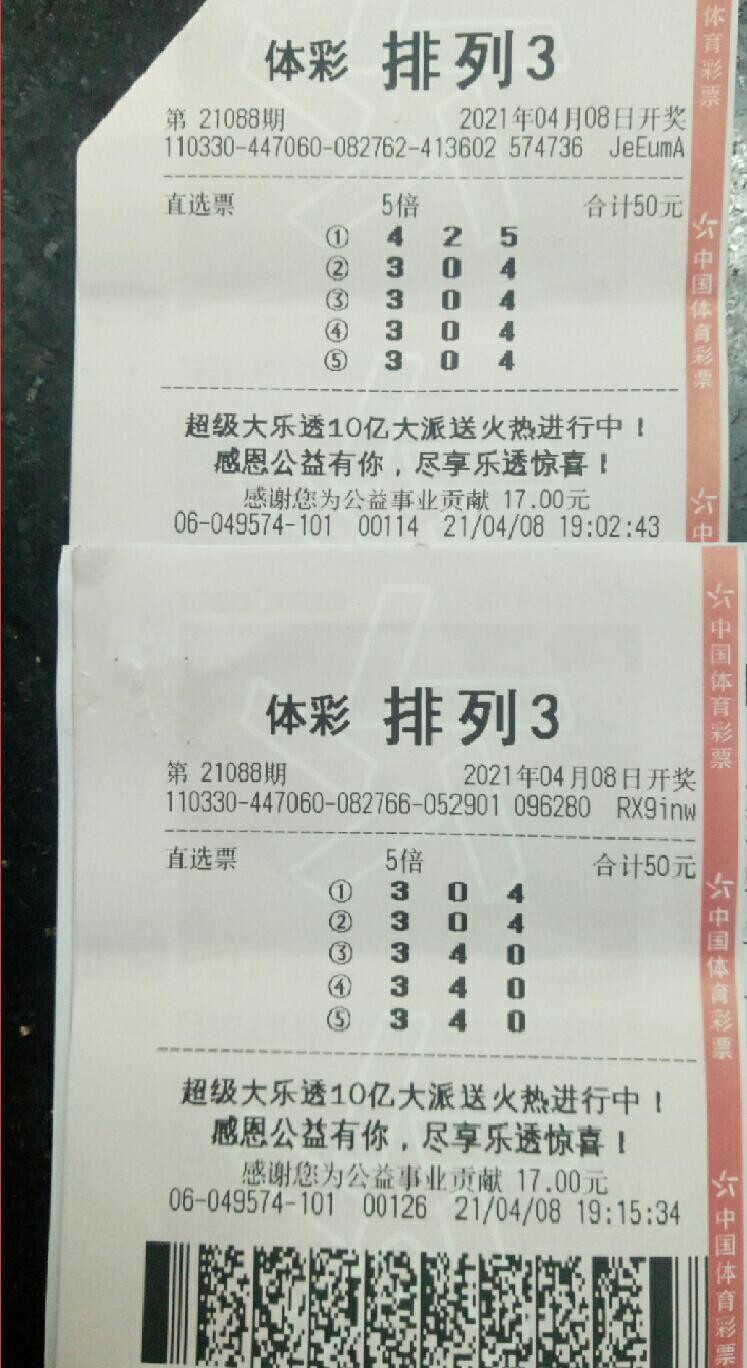 体育彩票
体彩 排列3
第 21088期 2021年04月08日开奖
110330-447060-082762-413602 574736 JeEumA
直选票 5倍 合计50元
① 4 2 5
② 3 0 4
③ 3 0 4
④ 3 0 4
⑤ 3 0 4
中国体育彩票
超级大乐透10亿大派送火热进行中！
感恩公益有你，尽享乐透惊喜！
感谢您为公益事业贡献 17.00元
06-049574-101 00114 21/04/08 19:02:43
中
中国体育彩票
体彩 排列3
第 21088期 2021年04月08日开奖
110330-447060-082766-052901 096280 RX9inw
直选票 5倍 合计50元
① 3 0 4
② 3 0 4
③ 3 4 0
④ 3 4 0
⑤ 3 4 0
中国体育彩票
超级大乐透10亿大派送火热进行中！
感恩公益有你，尽享乐透惊喜！
感谢您为公益事业贡献 17.00元
06-049574-101 00126 21/04/08 19:15:34
中国体育彩票